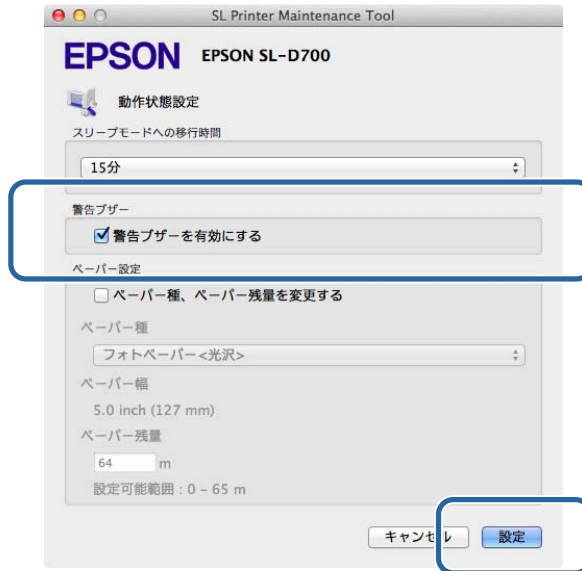 SL Printer Maintenance Tool
EPSON EPSON SL-D700
動作状態設定
スリープモードへの移行時間
15分
警告ブザー
警告ブザーを有効にする
ペーパー設定
ペーパー種、ペーパー残量を変更する
ペーパー種
フォトペーパー<光沢>
ペーパー幅
5.0 inch (127 mm)
ペーパー残量
64 m
設定可能範囲：0 – 65 m
キャンセル 設定